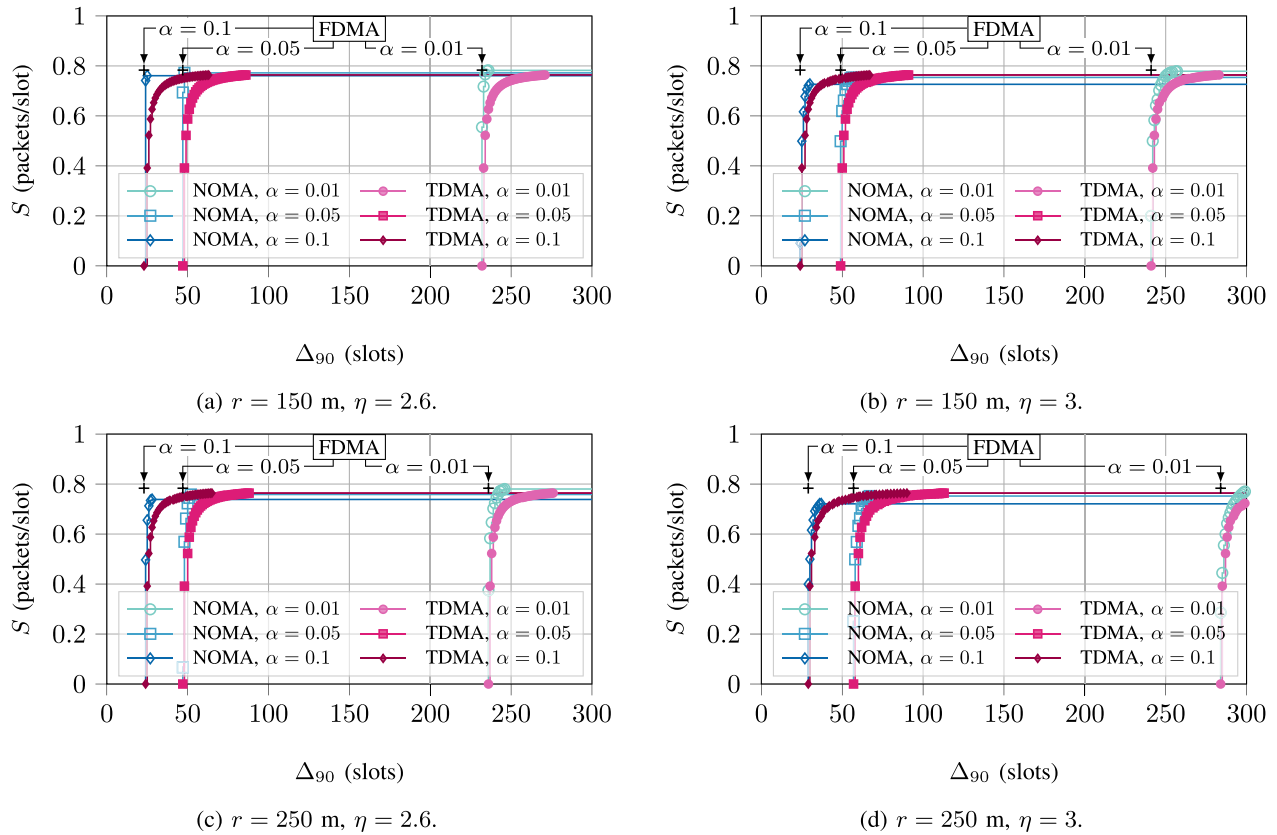 α = 0.1 FDMA
α = 0.05 α = 0.01
S (packets/slot)
1
0.8
0.6
0.4
0.2
0
NOMA, α = 0.01 TDMA, α = 0.01
NOMA, α = 0.05 TDMA, α = 0.05
NOMA, α = 0.1 TDMA, α = 0.1
0 50 100 150 200 250 300
Δ₉₀ (slots)
(a) r = 150 m, η = 2.6.
α = 0.1 FDMA
α = 0.05 α = 0.01
S (packets/slot)
1
0.8
0.6
0.4
0.2
0
NOMA, α = 0.01 TDMA, α = 0.01
NOMA, α = 0.05 TDMA, α = 0.05
NOMA, α = 0.1 TDMA, α = 0.1
0 50 100 150 200 250 300
Δ₉₀ (slots)
(b) r = 150 m, η = 3.
α = 0.1 FDMA
α = 0.05 α = 0.01
S (packets/slot)
1
0.8
0.6
0.4
0.2
0
NOMA, α = 0.01 TDMA, α = 0.01
NOMA, α = 0.05 TDMA, α = 0.05
NOMA, α = 0.1 TDMA, α = 0.1
0 50 100 150 200 250 300
Δ₉₀ (slots)
(c) r = 250 m, η = 2.6.
α = 0.1 FDMA
α = 0.05 α = 0.01
S (packets/slot)
1
0.8
0.6
0.4
0.2
0
NOMA, α = 0.01 TDMA, α = 0.01
NOMA, α = 0.05 TDMA, α = 0.05
NOMA, α = 0.1 TDMA, α = 0.1
0 50 100 150 200 250 300
Δ₉₀ (slots)
(d) r = 250 m, η = 3.